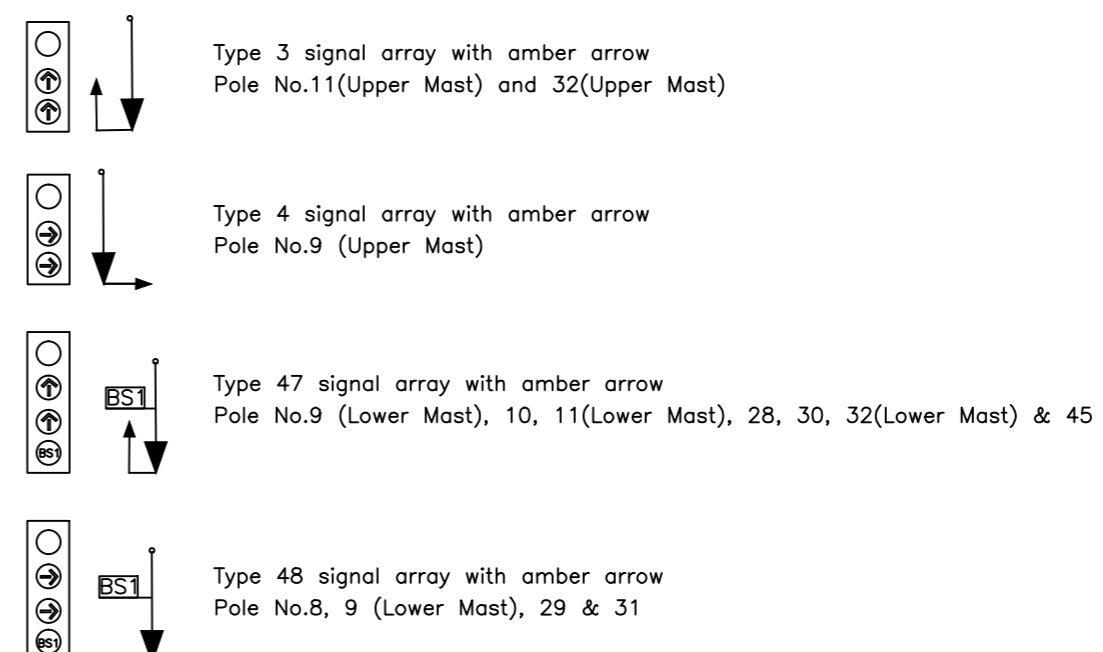 Type 3 signal array with amber arrow
Pole No.11(Upper Mast) and 32(Upper Mast)
Type 4 signal array with amber arrow
Pole No.9 (Upper Mast)
BS1
BS1
Type 47 signal array with amber arrow
Pole No.9 (Lower Mast), 10, 11(Lower Mast), 28, 30, 32(Lower Mast) & 45
BS1
BS1
Type 48 signal array with amber arrow
Pole No.8, 9 (Lower Mast), 29 & 31